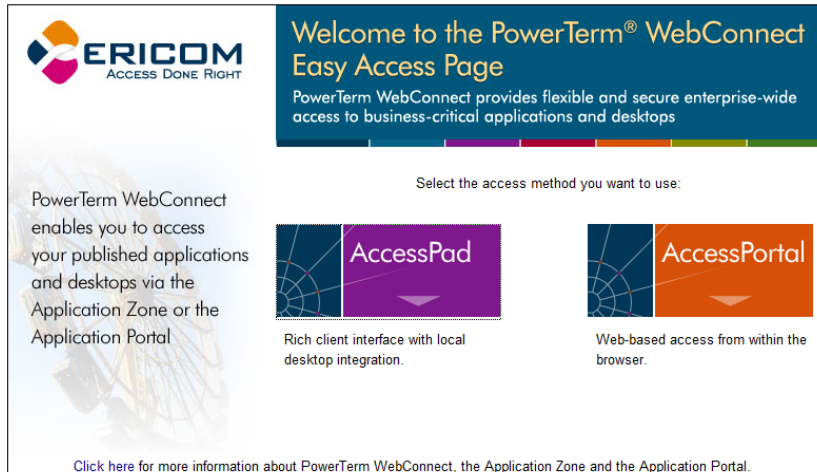 ERICOM
ACCESS DONE RIGHT
Welcome to the PowerTerm® WebConnect
Easy Access Page
PowerTerm WebConnect provides flexible and secure enterprise-wide
access to business-critical applications and desktops
PowerTerm WebConnect
enables you to access
your published applications
and desktops via the
Application Zone or the
Application Portal
Select the access method you want to use:
AccessPad
Rich client interface with local
desktop integration.
AccessPortal
Web-based access from within the
browser.
Click here for more information about PowerTerm WebConnect, the Application Zone and the Application Portal.